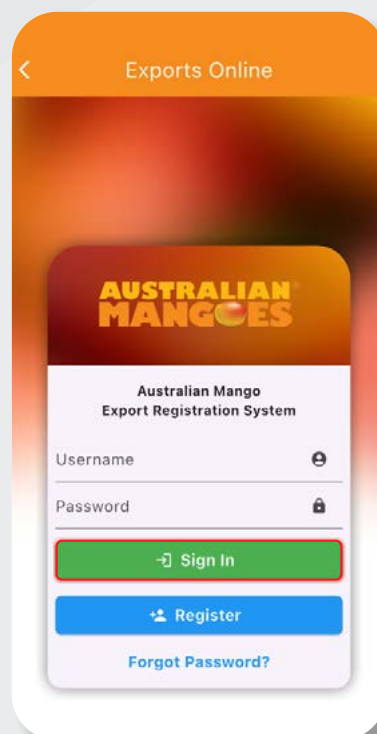 Exports Online
AUSTRALIAN
MANGOES
Australian Mango
Export Registration System
Username
Password
Sign In
Register
Forgot Password?